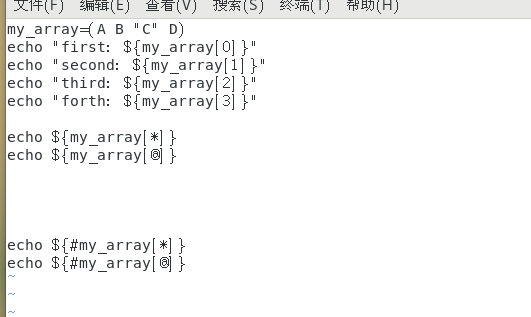 文件(F) 编辑(E) 查看(V) 搜索(S) 终端(T) 帮助(H)
my_array=(A B "C" D)
echo "first: ${my_array[0]}"
echo "second: ${my_array[1]}"
echo "third: ${my_array[2]}"
echo "forth: ${my_array[3]}"
echo ${my_array[*]}
echo ${my_array[@]}
echo ${#my_array[*]}
echo ${#my_array[@]}
~
~
~